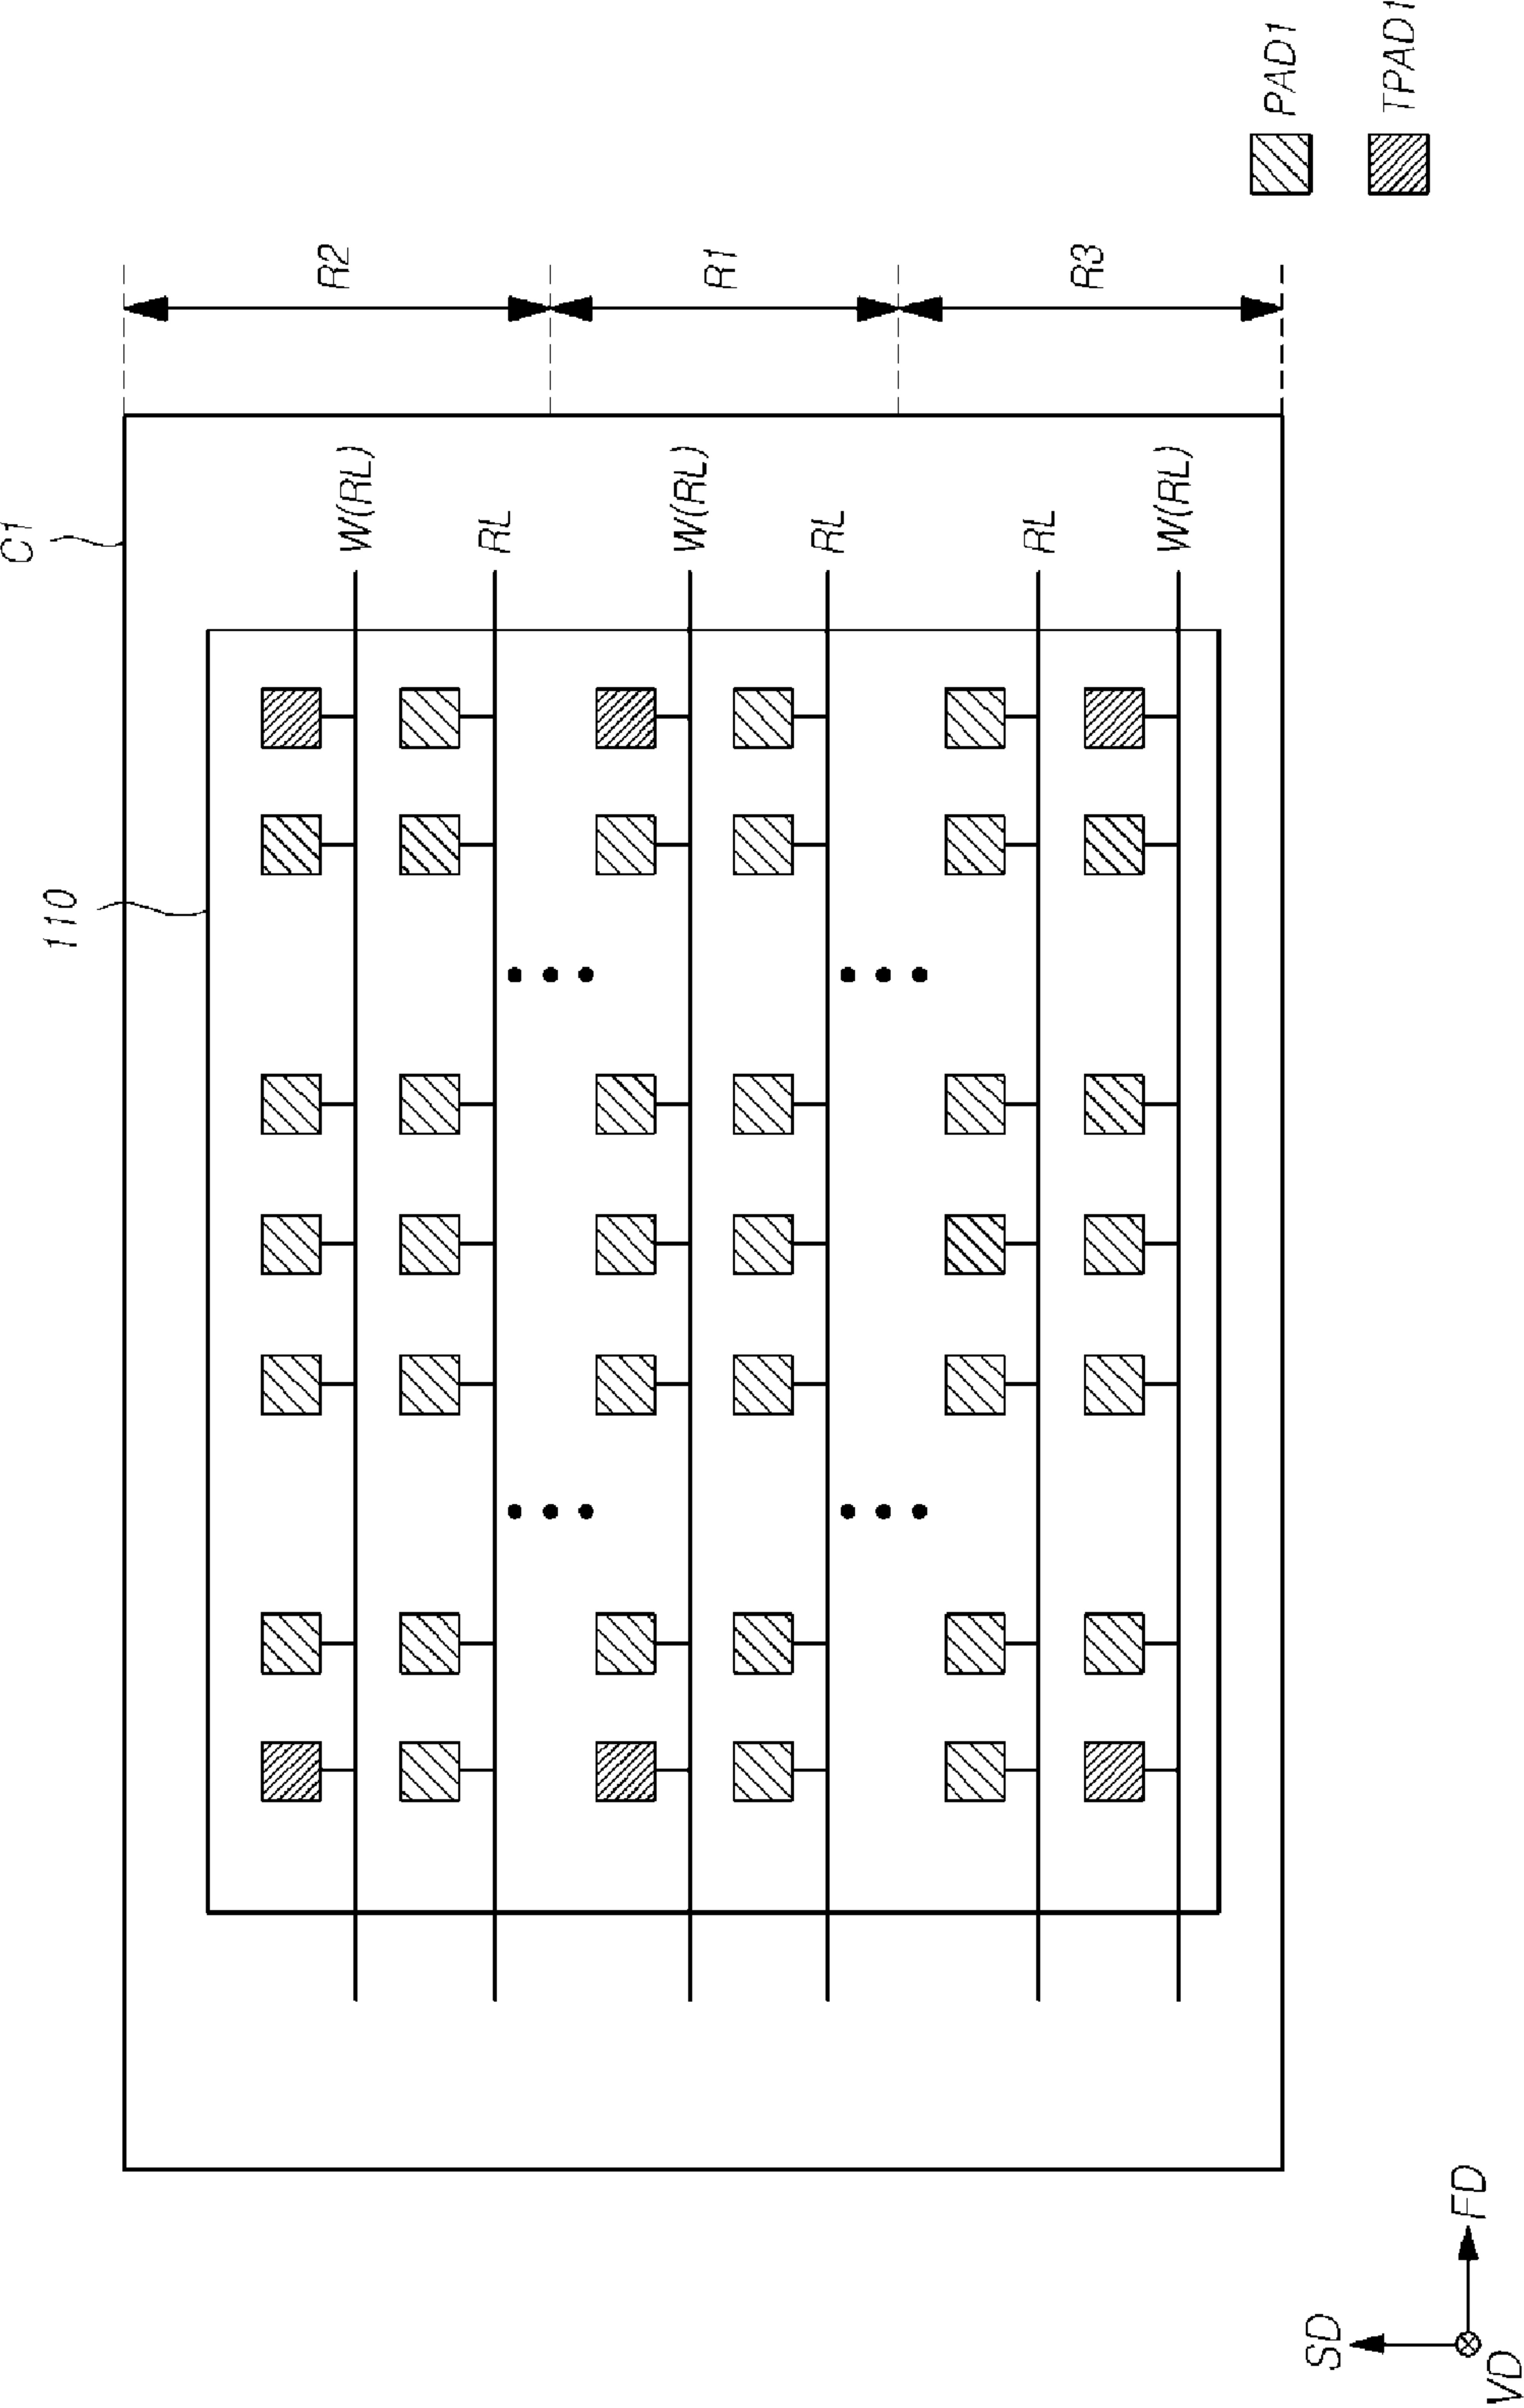 C1
110
R2
W(RL)
RL
W(RL)
R1
RL
RL
R3
W(RL)
PAD1
TPAD1
SD
FD
VD